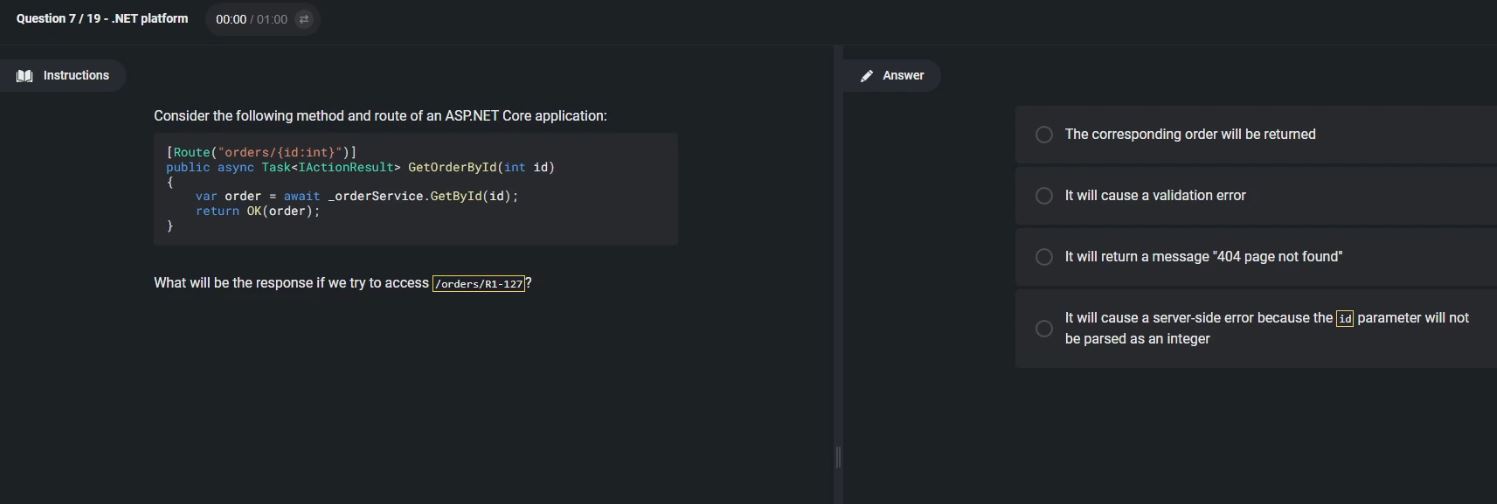 Question 7 / 19 - .NET platform
00:00 / 01:00
Instructions
Answer
Consider the following method and route of an ASP.NET Core application:
[Route("orders/{id:int}")]
public async Task<IActionResult> GetOrderById(int id)
{
    var order = await _orderService.GetById(id);
    return OK(order);
}
What will be the response if we try to access /orders/R1-127?
The corresponding order will be returned
It will cause a validation error
It will return a message "404 page not found"
It will cause a server-side error because the id parameter will not
be parsed as an integer